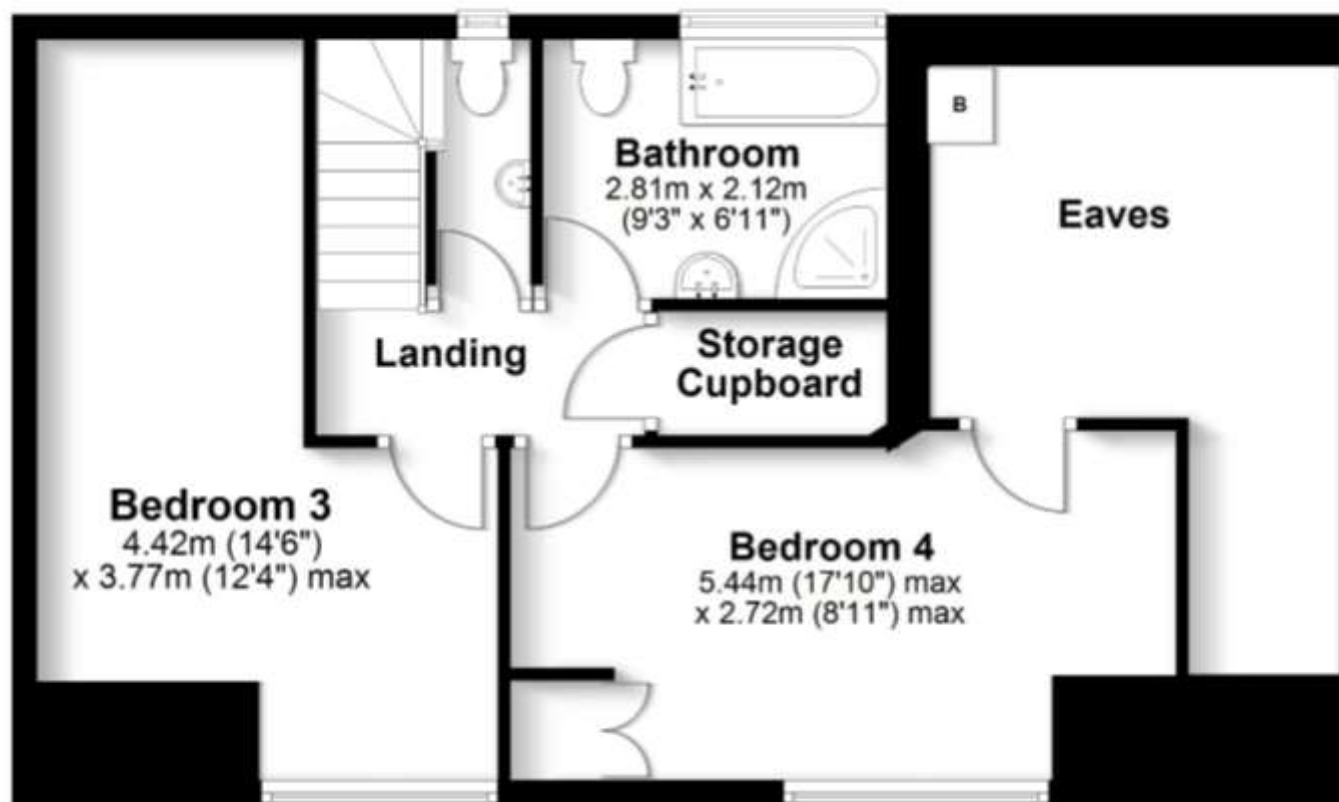 B
Bathroom
2.81m x 2.12m
(9'3" x 6'11")
Eaves
Landing
Storage
Cupboard
Bedroom 3
4.42m (14'6")
x 3.77m (12'4") max
Bedroom 4
5.44m (17'10") max
x 2.72m (8'11") max